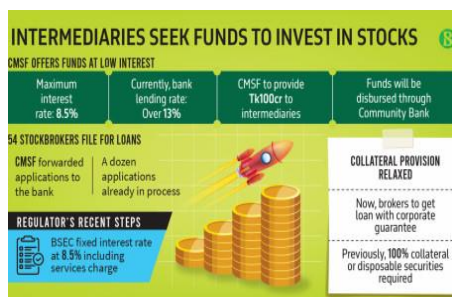 INTERMEDIARIES SEEK FUNDS TO INVEST IN STOCKS
CMSF OFFERS FUNDS AT LOW INTEREST
Maximum
interest
rate: 8.5%
Currently, bank
lending rate:
Over 13%
CMSF to provide
Tk100cr to
intermediaries
Funds will be
disbursed through
Community Bank
54 STOCKBROKERS FILE FOR LOANS
CMSF forwarded
applications to
the bank
A dozen
applications
already in process
REGULATOR'S RECENT STEPS
BSEC fixed interest rate
at 8.5% including
services charge
COLLATERAL PROVISION
RELAXED
Now, brokers to get
loan with corporate
guarantee
Previously, 100% collateral
or disposable securities
required